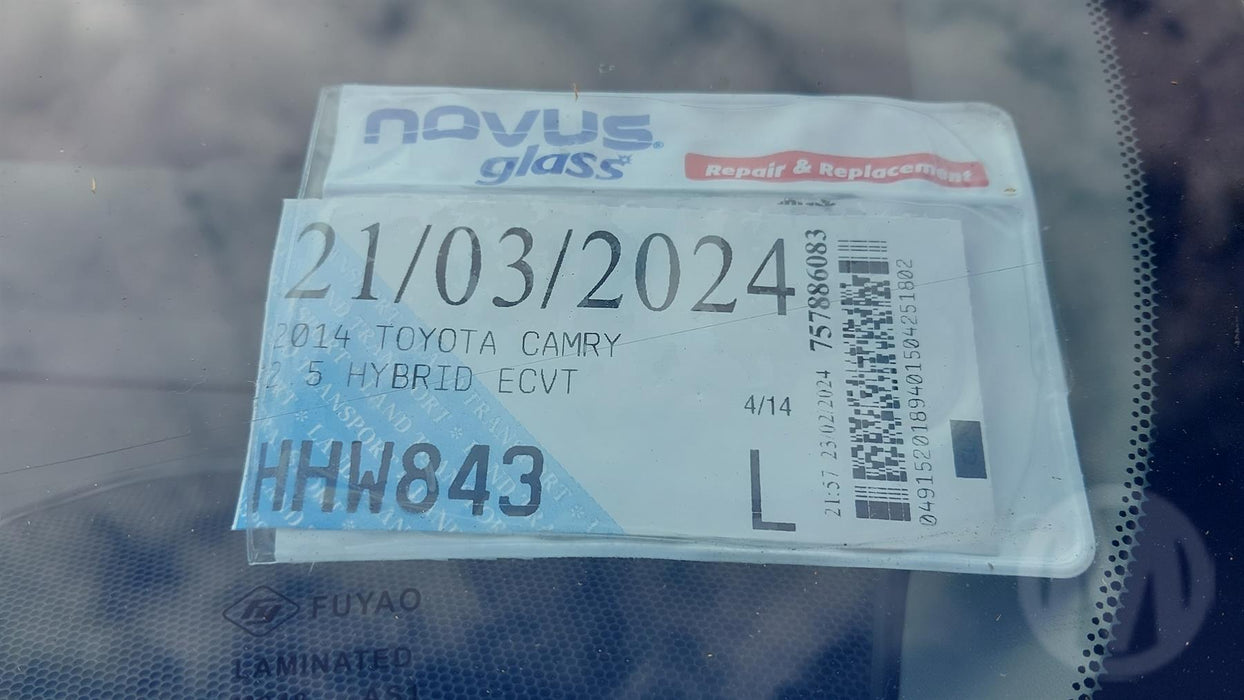 novus®
glass
Repair & Replacement
21/03/2024
2014 TOYOTA CAMRY
2.5 HYBRID ECVT
4/14
HHW843
L
757886083
21:57 23/02/2024
0491520189401504251802
FUYAO
LAMINATED
AS1